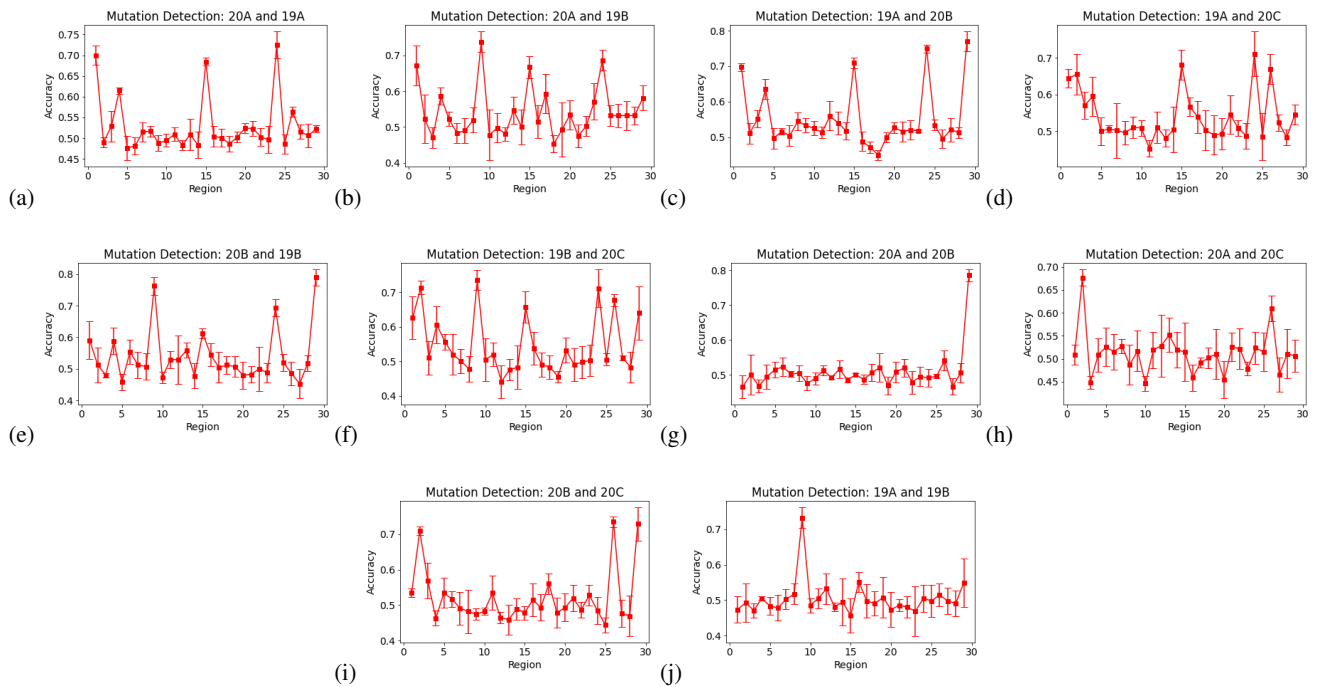 Mutation Detection: 20A and 19A
Accuracy
0.75
0.70
0.65
0.60
0.55
0.50
0.45
0 5 10 15 20 25 30
Region
(a)
Mutation Detection: 20A and 19B
Accuracy
0.8
0.7
0.6
0.5
0.4
0 5 10 15 20 25 30
Region
(b)
Mutation Detection: 19A and 20B
Accuracy
0.8
0.7
0.6
0.5
0 5 10 15 20 25 30
Region
(c)
Mutation Detection: 19A and 20C
Accuracy
0.8
0.7
0.6
0.5
0 5 10 15 20 25 30
Region
(d)
Mutation Detection: 20B and 19B
Accuracy
0.8
0.7
0.6
0.5
0.4
0 5 10 15 20 25 30
Region
(e)
Mutation Detection: 19B and 20C
Accuracy
0.7
0.6
0.5
0.4
0 5 10 15 20 25 30
Region
(f)
Mutation Detection: 20A and 20B
Accuracy
0.8
0.7
0.6
0.5
0 5 10 15 20 25 30
Region
(g)
Mutation Detection: 20A and 20C
Accuracy
0.70
0.65
0.60
0.55
0.50
0.45
0 5 10 15 20 25 30
Region
(h)
Mutation Detection: 20B and 20C
Accuracy
0.7
0.6
0.5
0.4
0 5 10 15 20 25 30
Region
(i)
Mutation Detection: 19A and 19B
Accuracy
0.7
0.6
0.5
0.4
0 5 10 15 20 25 30
Region
(j)